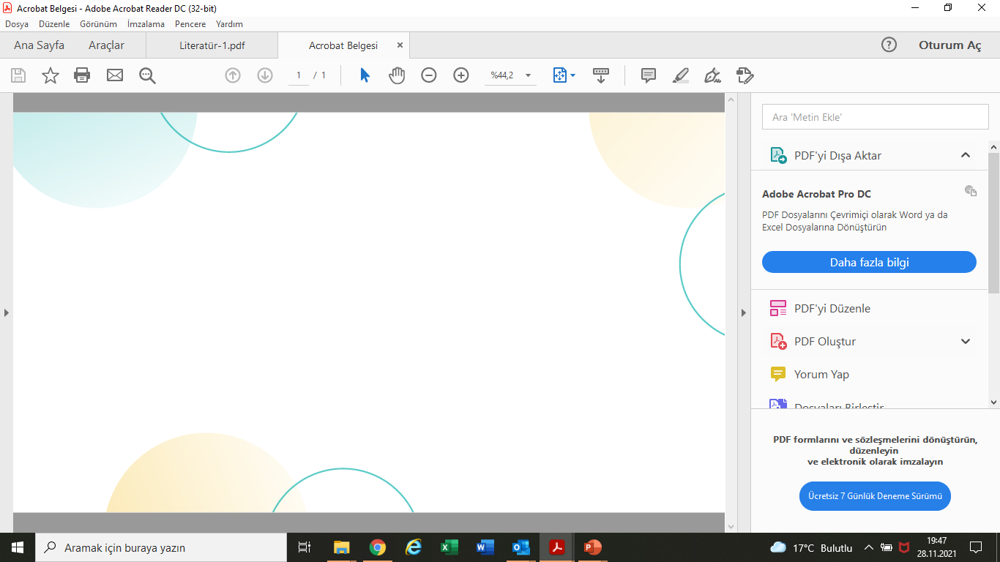 Acrobat Belgesi - Adobe Acrobat Reader DC (32-bit)
Dosya Düzenle Görünüm İmzalama Pencere Yardım
Ana Sayfa Araçlar Literatür-1.pdf Acrobat Belgesi Oturum Aç
1 / 1 %44,2
Ara 'Metin Ekle'
PDF'yi Dışa Aktar
Adobe Acrobat Pro DC
PDF Dosyalarını Çevrimiçi olarak Word ya da
Excel Dosyalarına Dönüştürün
Daha fazla bilgi
PDF'yi Düzenle
PDF Oluştur
Yorum Yap
Dosyaları Birleştir
PDF formlarını ve sözleşmelerini dönüştürün,
düzenleyin
ve elektronik olarak imzalayın
Ücretsiz 7 Günlük Deneme Sürümü
Aramak için buraya yazın
17°C Bulutlu
19:47
28.11.2021